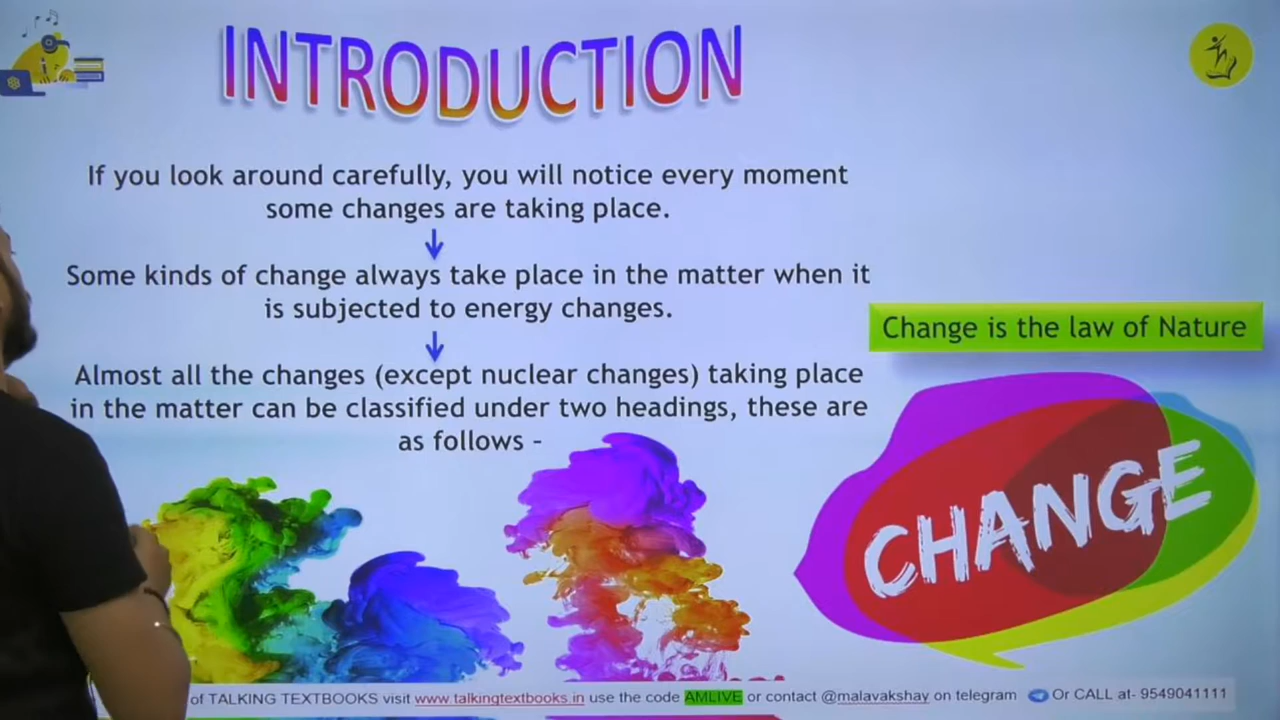 INTRODUCTION
If you look around carefully, you will notice every moment
some changes are taking place.
Some kinds of change always take place in the matter when it
is subjected to energy changes.
Change is the law of Nature
Almost all the changes (except nuclear changes) taking place
in the matter can be classified under two headings, these are
as follows -
CHANGE
of TALKING TEXTBOOKS visit www.talkingtextbooks.in use the code AMLIVE or contact @malavakshay on telegram Or CALL at- 9549041111